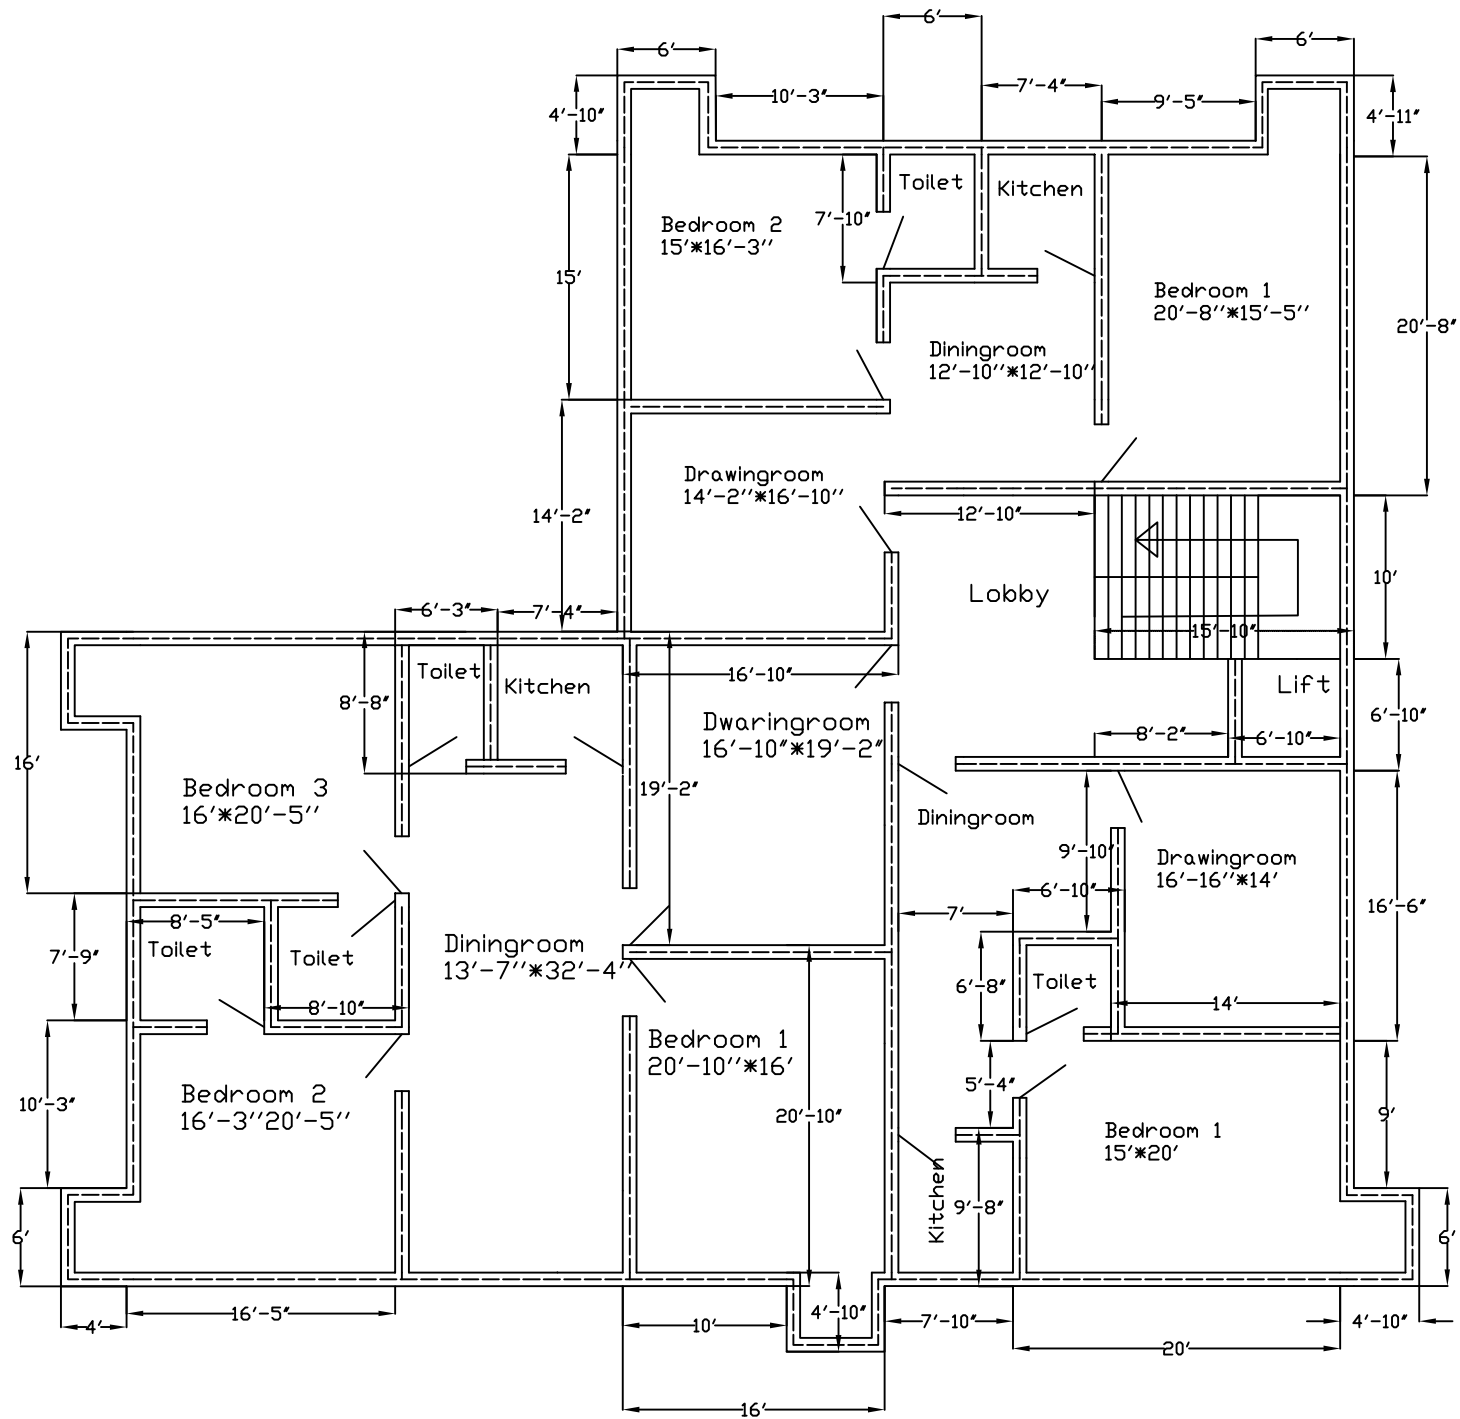 6′
6′
6′
7′-4″
10′-3″
9′-5″
4′-10″
4′-11″
Toilet
Kitchen
7′-10″
Bedroom 2
15′*16′-3′′
15′
Bedroom 1
20′-8′′*15′-5′′
20′-8″
Diningroom
12′-10′′*12′-10′′
Drawingroom
14′-2′′*16′-10′′
14′-2″
12′-10″
10′
Lobby
6′-3″
7′-4″
15′-10″
Toilet
Kitchen
16′-10″
Lift
8′-8″
6′-10″
Dwaringroom
16′-10″*19′-2″
8′-2″
6′-10″
16′
Bedroom 3
16′*20′-5′′
19′-2″
Diningroom
9′-10″
Drawingroom
16′-16′′*14′
6′-10″
16′-6″
7′
8′-5″
Toilet
Toilet
7′-9″
Diningroom
13′-7′′*32′-4′′
6′-8″
Toilet
8′-10″
14′
Bedroom 1
20′-10′′*16′
5′-4″
10′-3″
Bedroom 2
16′-3′′20′-5′′
20′-10″
9′
Bedroom 1
15′*20′
Kitchen
9′-8″
6′
6′
16′-5″
4′
10′
4′-10″
7′-10″
4′-10″
20′
16′